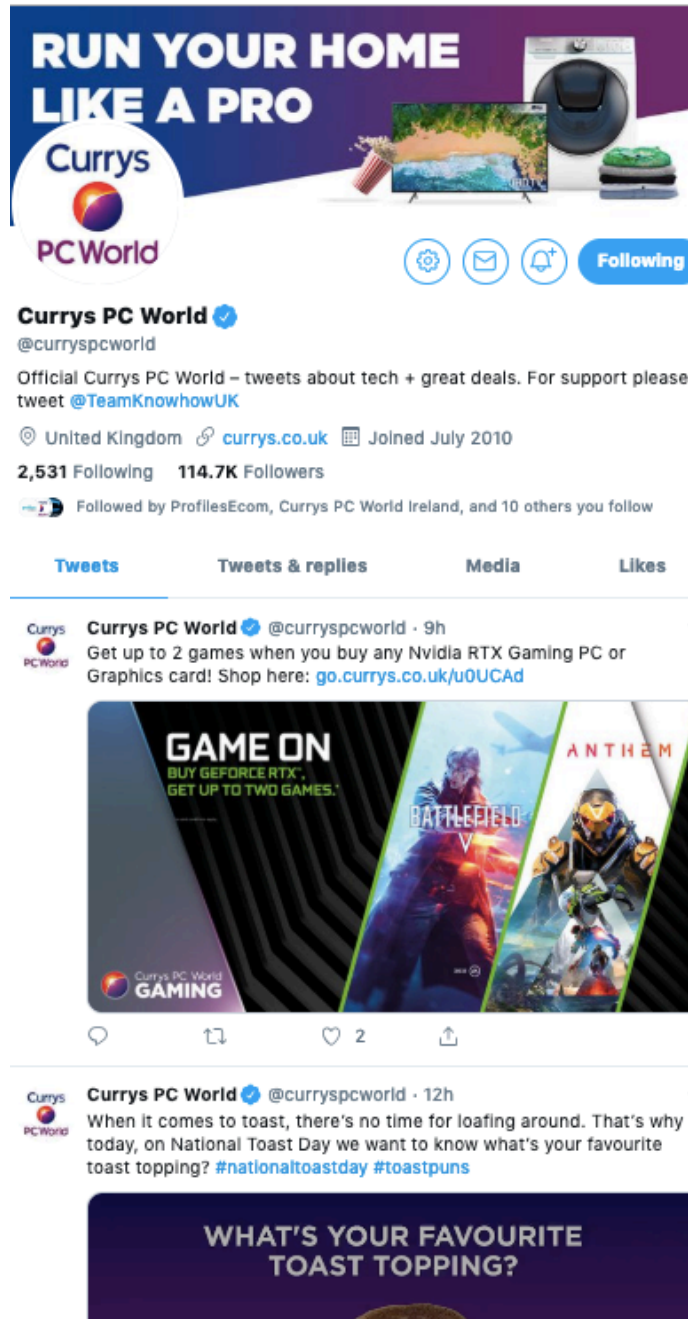 RUN YOUR HOME
LIKE A PRO
Currys
PC World
Following
Currys PC World
@curryspcworld
Official Currys PC World – tweets about tech + great deals. For support please
tweet @TeamKnowhowUK
United Kingdom currys.co.uk Joined July 2010
2,531 Following 114.7K Followers
Followed by ProfilesEcom, Currys PC World Ireland, and 10 others you follow
Tweets Tweets & replies Media Likes
Currys
PC World
Currys PC World @curryspcworld · 9h
Get up to 2 games when you buy any Nvidia RTX Gaming PC or
Graphics card! Shop here: go.currys.co.uk/u0UCAd
GAME ON
BUY GEFORCE RTX™,
GET UP TO TWO GAMES.*
BATTLEFIELD
V
ANTHEM
Currys PC World
GAMING
2
Currys
PC World
Currys PC World @curryspcworld · 12h
When it comes to toast, there's no time for loafing around. That's why
today, on National Toast Day we want to know what's your favourite
toast topping? #nationaltoastday #toastpuns
WHAT'S YOUR FAVOURITE
TOAST TOPPING?